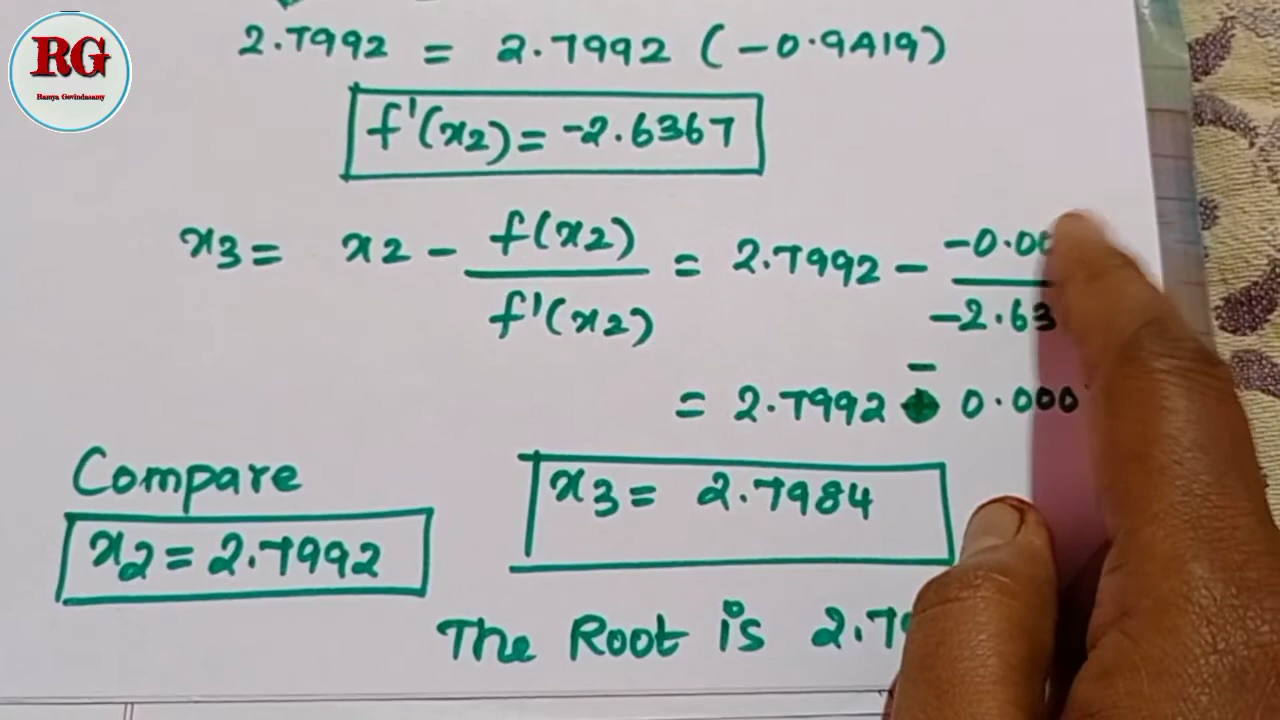 RG
Ramya Govindasamy
2.7992 = 2.7992 (-0.9419)
f'(x2) = -2.6367
x3 = x2 - f(x2) / f'(x2) = 2.7992 - -0.00 / -2.63
= 2.7992 - 0.000
Compare
x3 = 2.7984
x2 = 2.7992
The Root is 2.79